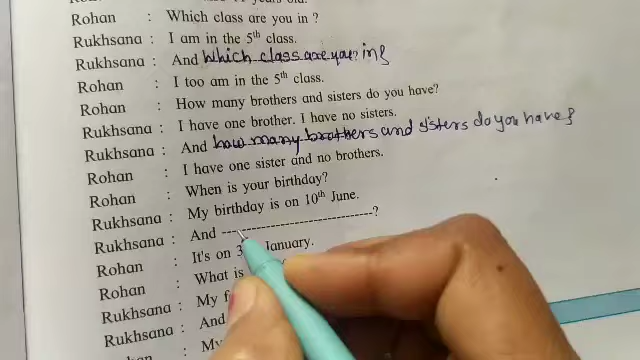 Rohan : Which class are you in ?
Rukhsana : I am in the 5th class.
Rukhsana : And which class are you in?
Rohan : I too am in the 5th class.
Rohan : How many brothers and sisters do you have?
Rukhsana : I have one brother. I have no sisters.
Rukhsana : And how many brothers and sisters do you have?
Rohan : I have one sister and no brothers.
Rohan : When is your birthday?
Rukhsana : My birthday is on 10th June.
Rukhsana : And ------------------------------?
Rohan : It's on 3 January.
Rohan : What is
Rukhsana : My
Rukhsana : And
: My